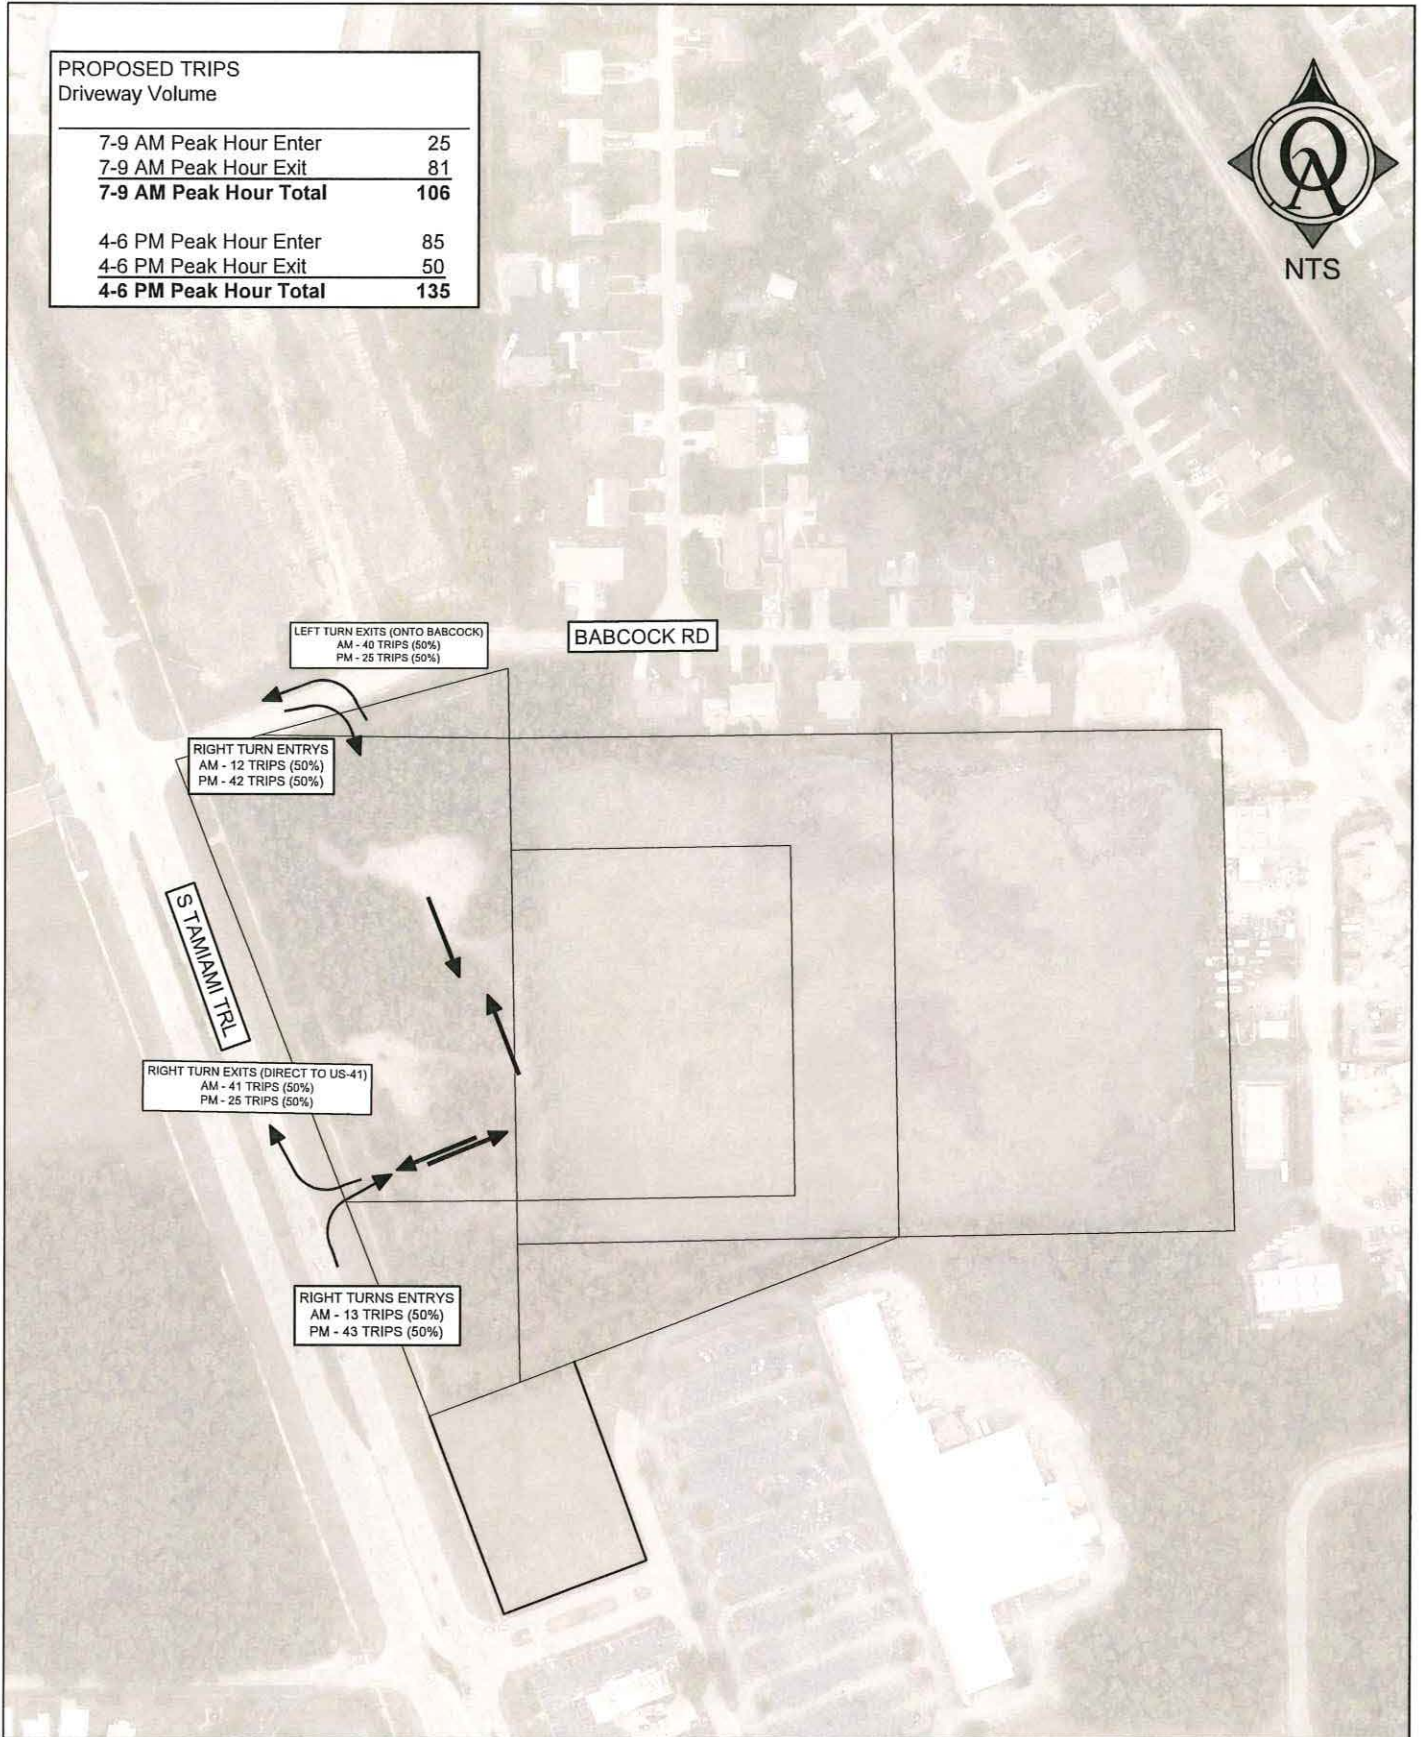 PROPOSED TRIPS
Driveway Volume
7-9 AM Peak Hour Enter 25
7-9 AM Peak Hour Exit 81
7-9 AM Peak Hour Total 106
4-6 PM Peak Hour Enter 85
4-6 PM Peak Hour Exit 50
4-6 PM Peak Hour Total 135
NTS
LEFT TURN EXITS (ONTO BABCOCK)
AM - 40 TRIPS (50%)
PM - 25 TRIPS (50%)
BABCOCK RD
RIGHT TURN ENTRYS
AM - 12 TRIPS (50%)
PM - 42 TRIPS (50%)
S TAMIAMI TRL
RIGHT TURN EXITS (DIRECT TO US-41)
AM - 41 TRIPS (50%)
PM - 25 TRIPS (50%)
RIGHT TURNS ENTRYS
AM - 13 TRIPS (50%)
PM - 43 TRIPS (50%)